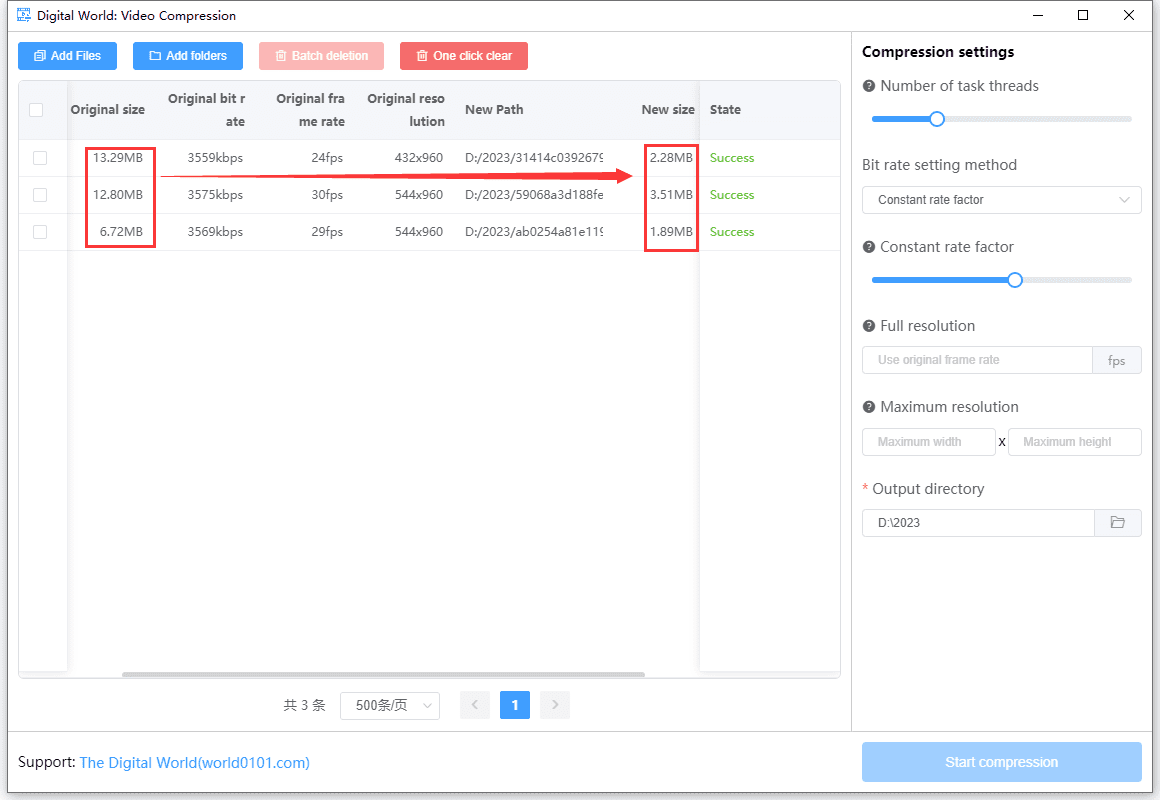 Digital World: Video Compression
Add Files
Add folders
Batch deletion
One click clear
Original size
Original bit r
ate
Original fra
me rate
Original reso
lution
New Path
New size
State
13.29MB 3559kbps 24fps 432x960 D:/2023/31414c0392679 2.28MB Success
12.80MB 3575kbps 30fps 544x960 D:/2023/59068a3d188fe 3.51MB Success
6.72MB 3569kbps 29fps 544x960 D:/2023/ab0254a81e119 1.89MB Success
共 3 条
500条/页
1
Compression settings
Number of task threads
Bit rate setting method
Constant rate factor
Constant rate factor
Full resolution
Use original frame rate fps
Maximum resolution
Maximum width x Maximum height
* Output directory
D:\2023
Support: The Digital World(world0101.com)
Start compression